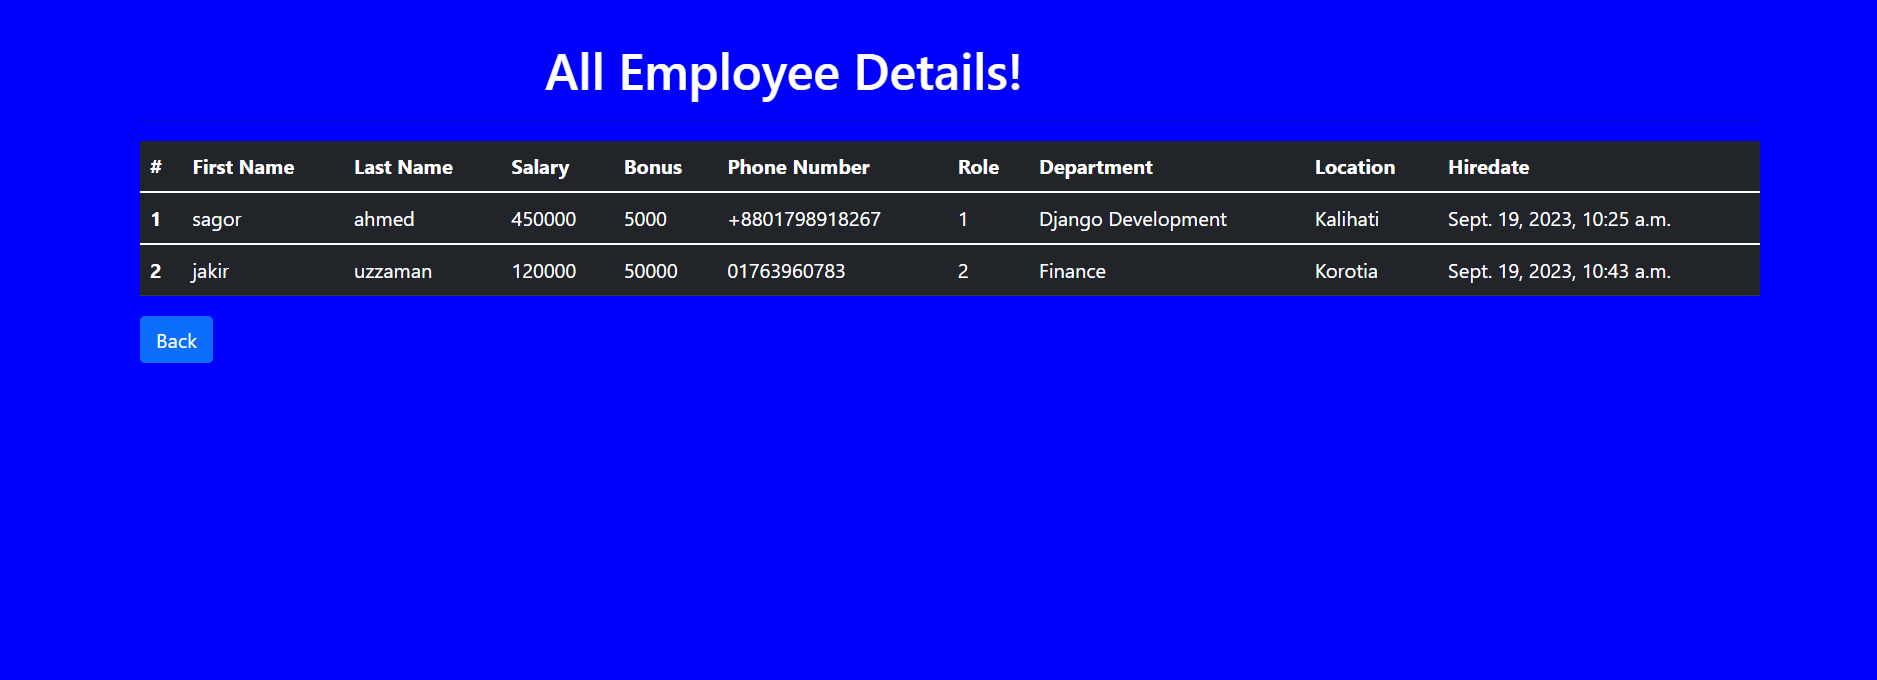 All Employee Details!
# First Name Last Name Salary Bonus Phone Number Role Department Location Hiredate
1 sagor ahmed 450000 5000 +8801798918267 1 Django Development Kalihati Sept. 19, 2023, 10:25 a.m.
2 jakir uzzaman 120000 50000 01763960783 2 Finance Korotia Sept. 19, 2023, 10:43 a.m.
Back